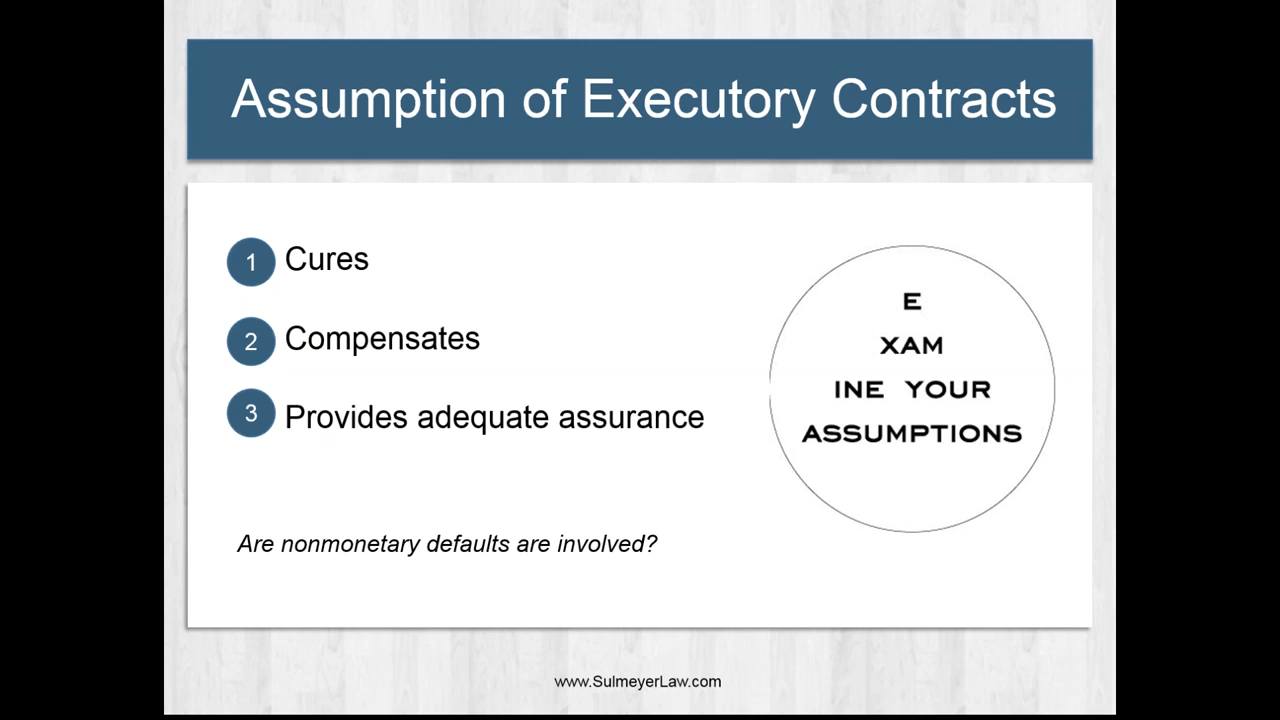 Assumption of Executory Contracts
1 Cures
2 Compensates
3 Provides adequate assurance
E
XAM
INE YOUR
ASSUMPTIONS
Are nonmonetary defaults are involved?
www.SulmeyerLaw.com